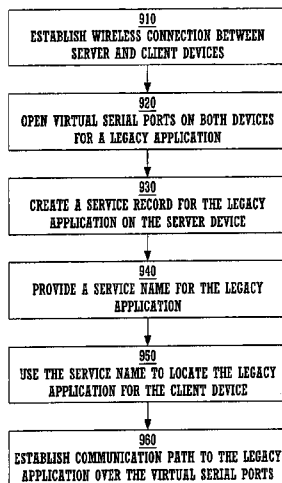 910
ESTABLISH WIRELESS CONNECTION BETWEEN
SERVER AND CLIENT DEVICES
920
OPEN VIRTUAL SERIAL PORTS ON BOTH DEVICES
FOR A LEGACY APPLICATION
930
CREATE A SERVICE RECORD FOR THE LEGACY
APPLICATION ON THE SERVER DEVICE
940
PROVIDE A SERVICE NAME FOR THE LEGACY
APPLICATION
950
USE THE SERVICE NAME TO LOCATE THE LEGACY
APPLICATION FOR THE CLIENT DEVICE
960
ESTABLISH COMMUNICATION PATH TO THE LEGACY
APPLICATION OVER THE VIRTUAL SERIAL PORTS